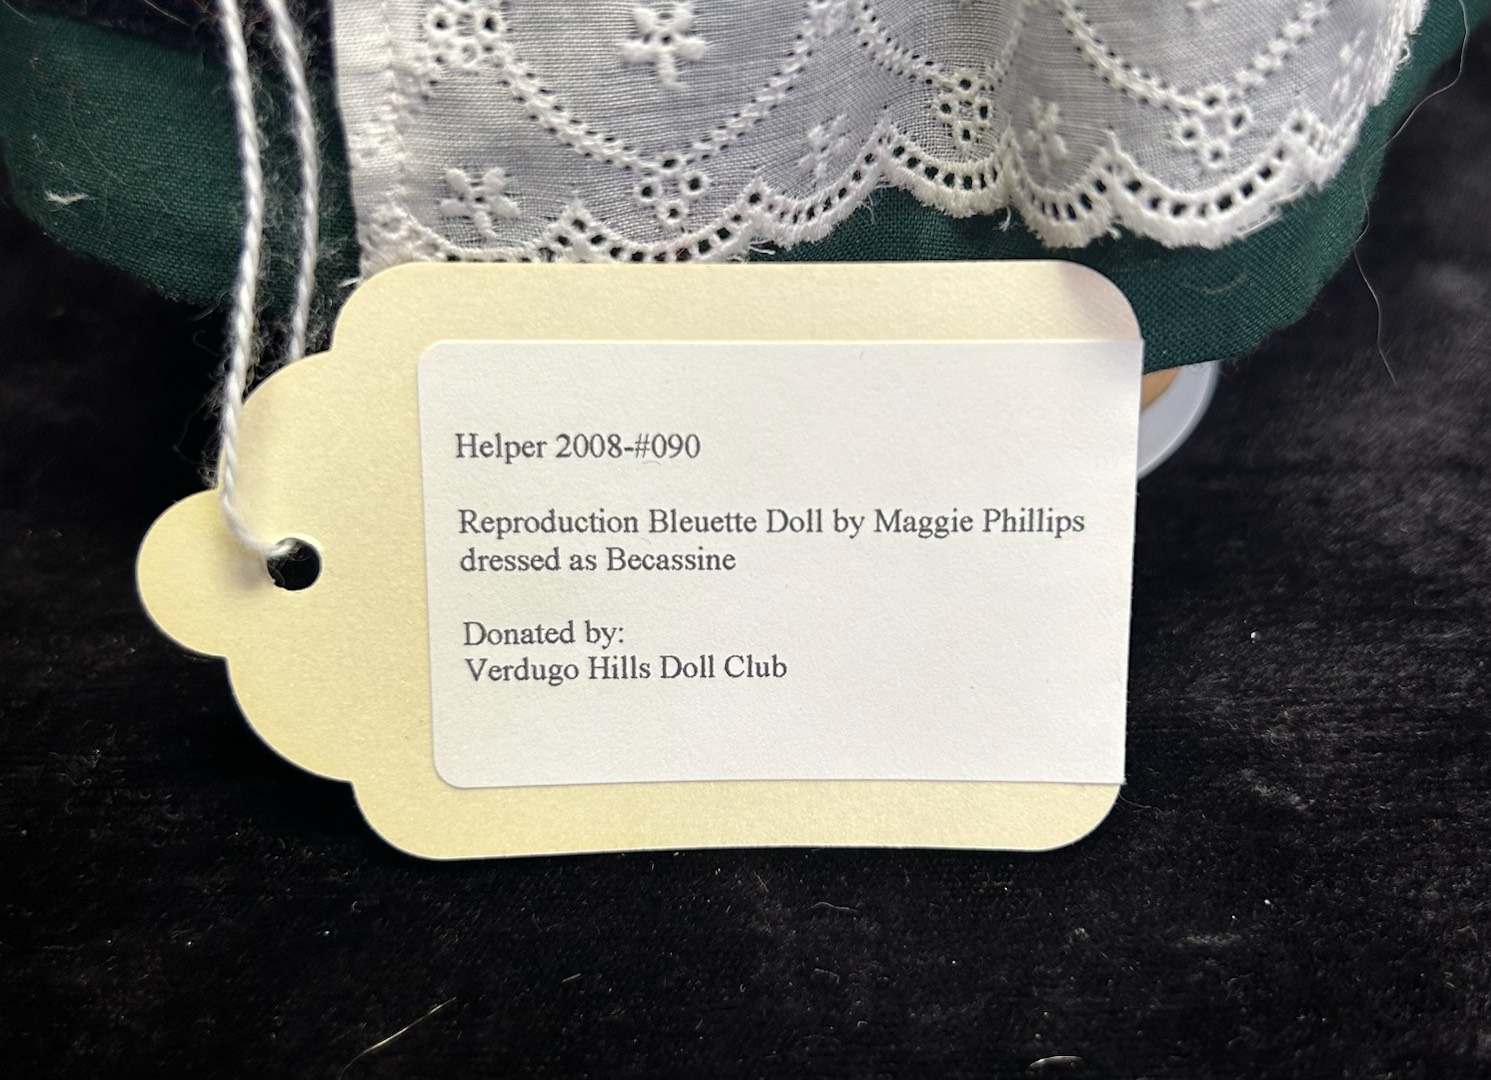 Helper 2008-#090
Reproduction Bleuette Doll by Maggie Phillips
dressed as Becassine
Donated by:
Verdugo Hills Doll Club